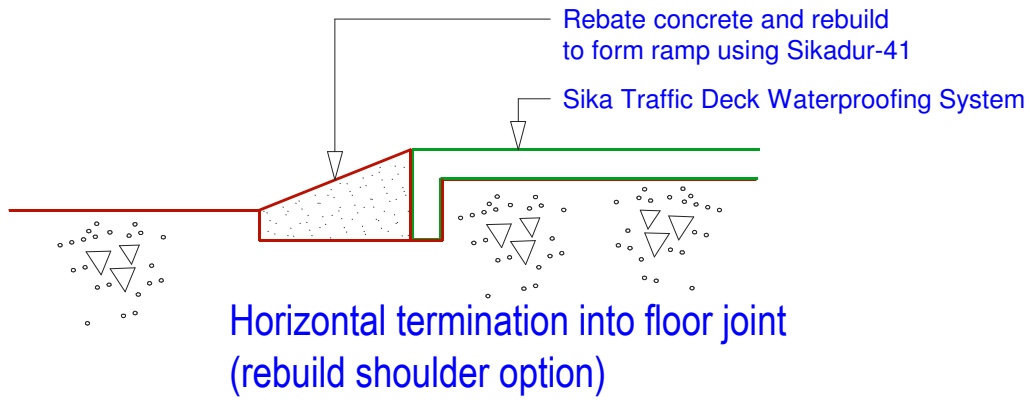 Rebate concrete and rebuild
to form ramp using Sikadur-41
Sika Traffic Deck Waterproofing System
Horizontal termination into floor joint
(rebuild shoulder option)